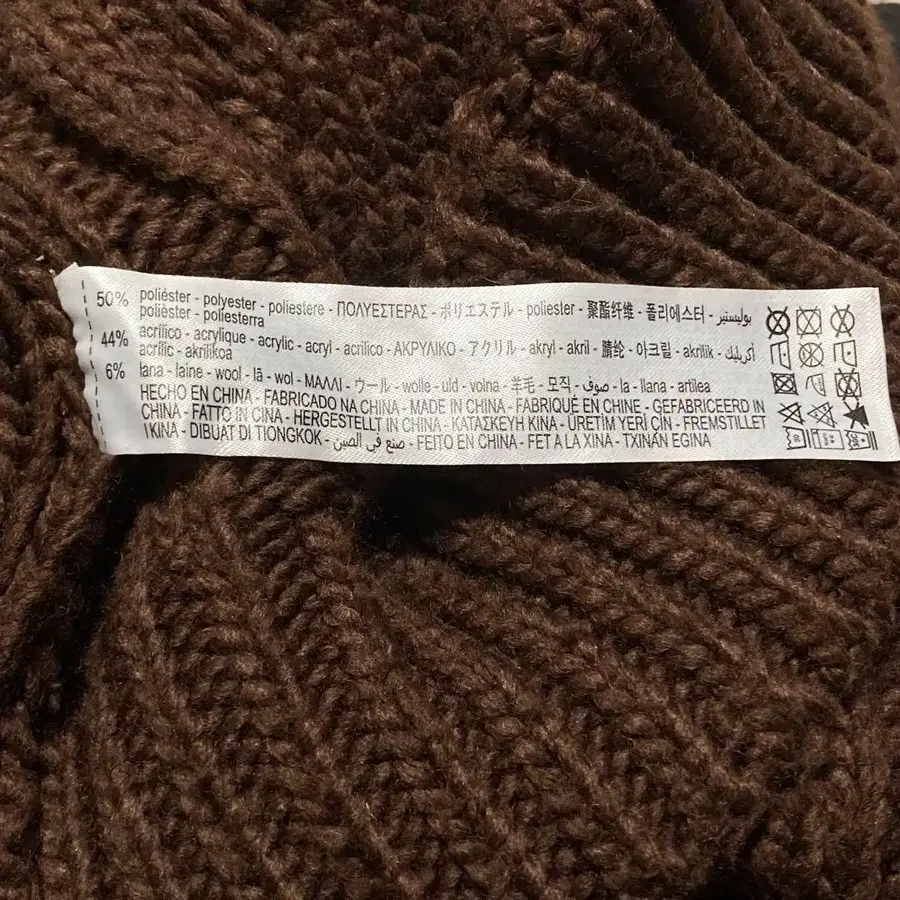 50% poliéster - polyester - poliestere - ΠΟΛΥΕΣΤΕΡΑΣ - ポリエステル - poliester - 聚酯纤维 - 폴리에스터 - بوليستير
polièster - poliesterra
44% acrílico - acrylique - acrylic - acryl - acrilico - ΑΚΡΥΛΙΚΟ - アクリル - akryl - akril - 腈纶 - 아크릴 - akrilik - أكريليك
acrílic - akrilikoa
6% lana - laine - wool - lã - wol - ΜΑΛΛΙ - ウール - wolle - uld - volna - 羊毛 - 모직 - صوف - la - llana - artilea
HECHO EN CHINA - FABRICADO NA CHINA - MADE IN CHINA - FABRIQUÉ EN CHINE - GEFABRICEERD IN
CHINA - FATTO IN CINA - HERGESTELLT IN CHINA - ΚΑΤΑΣΚΕΥΗ ΚΙΝΑ - ÜRETİM YERİ ÇİN - FREMSTILLET
I KINA - DIBUAT DI TIONGKOK - صنع في الصين - FEITO EN CHINA - FET A LA XINA - TXINAN EGINA